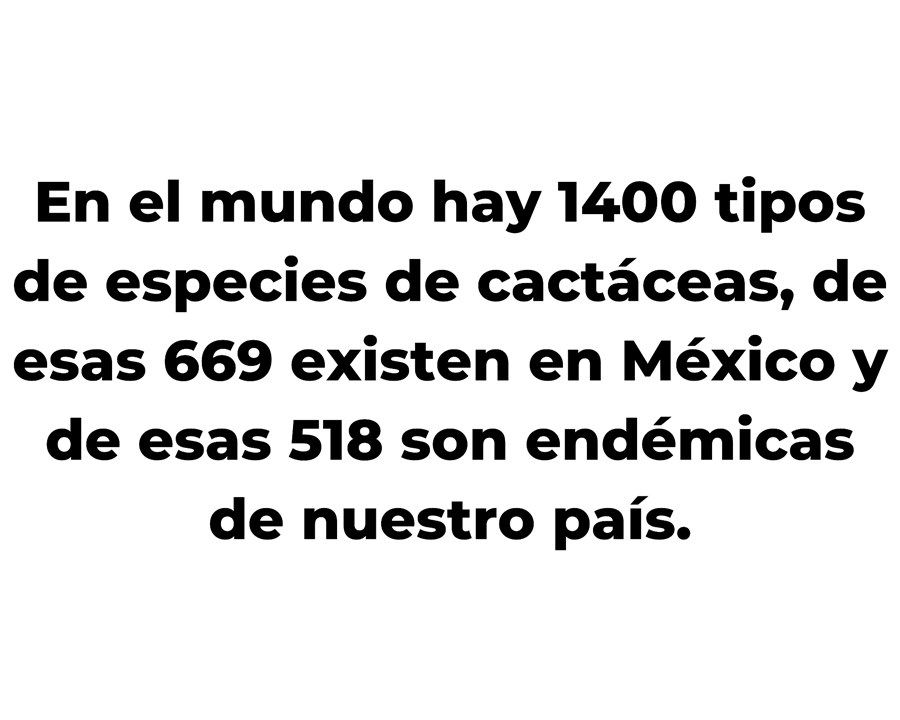 En el mundo hay 1400 tipos
de especies de cactáceas, de
esas 669 existen en México y
de esas 518 son endémicas
de nuestro país.